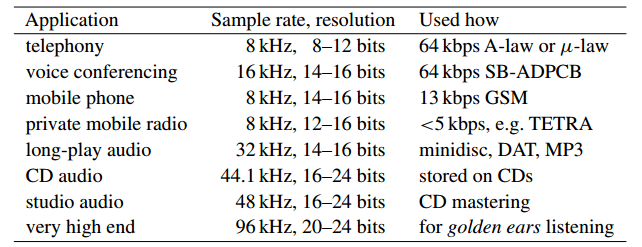 Application Sample rate, resolution Used how
telephony 8 kHz, 8–12 bits 64 kbps A-law or μ-law
voice conferencing 16 kHz, 14–16 bits 64 kbps SB-ADPCB
mobile phone 8 kHz, 14–16 bits 13 kbps GSM
private mobile radio 8 kHz, 12–16 bits <5 kbps, e.g. TETRA
long-play audio 32 kHz, 14–16 bits minidisc, DAT, MP3
CD audio 44.1 kHz, 16–24 bits stored on CDs
studio audio 48 kHz, 16–24 bits CD mastering
very high end 96 kHz, 20–24 bits for golden ears listening